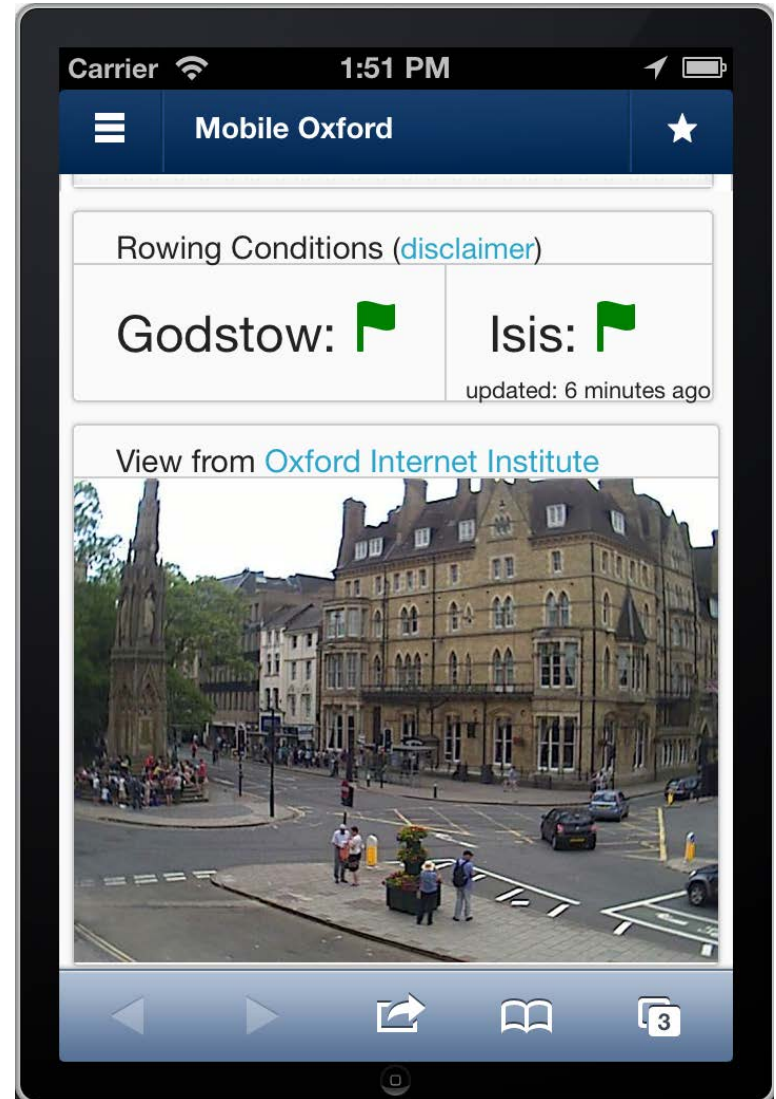 Carrier 1:51 PM
Mobile Oxford
Rowing Conditions (disclaimer)
Godstow: Isis:
updated: 6 minutes ago
View from Oxford Internet Institute
3